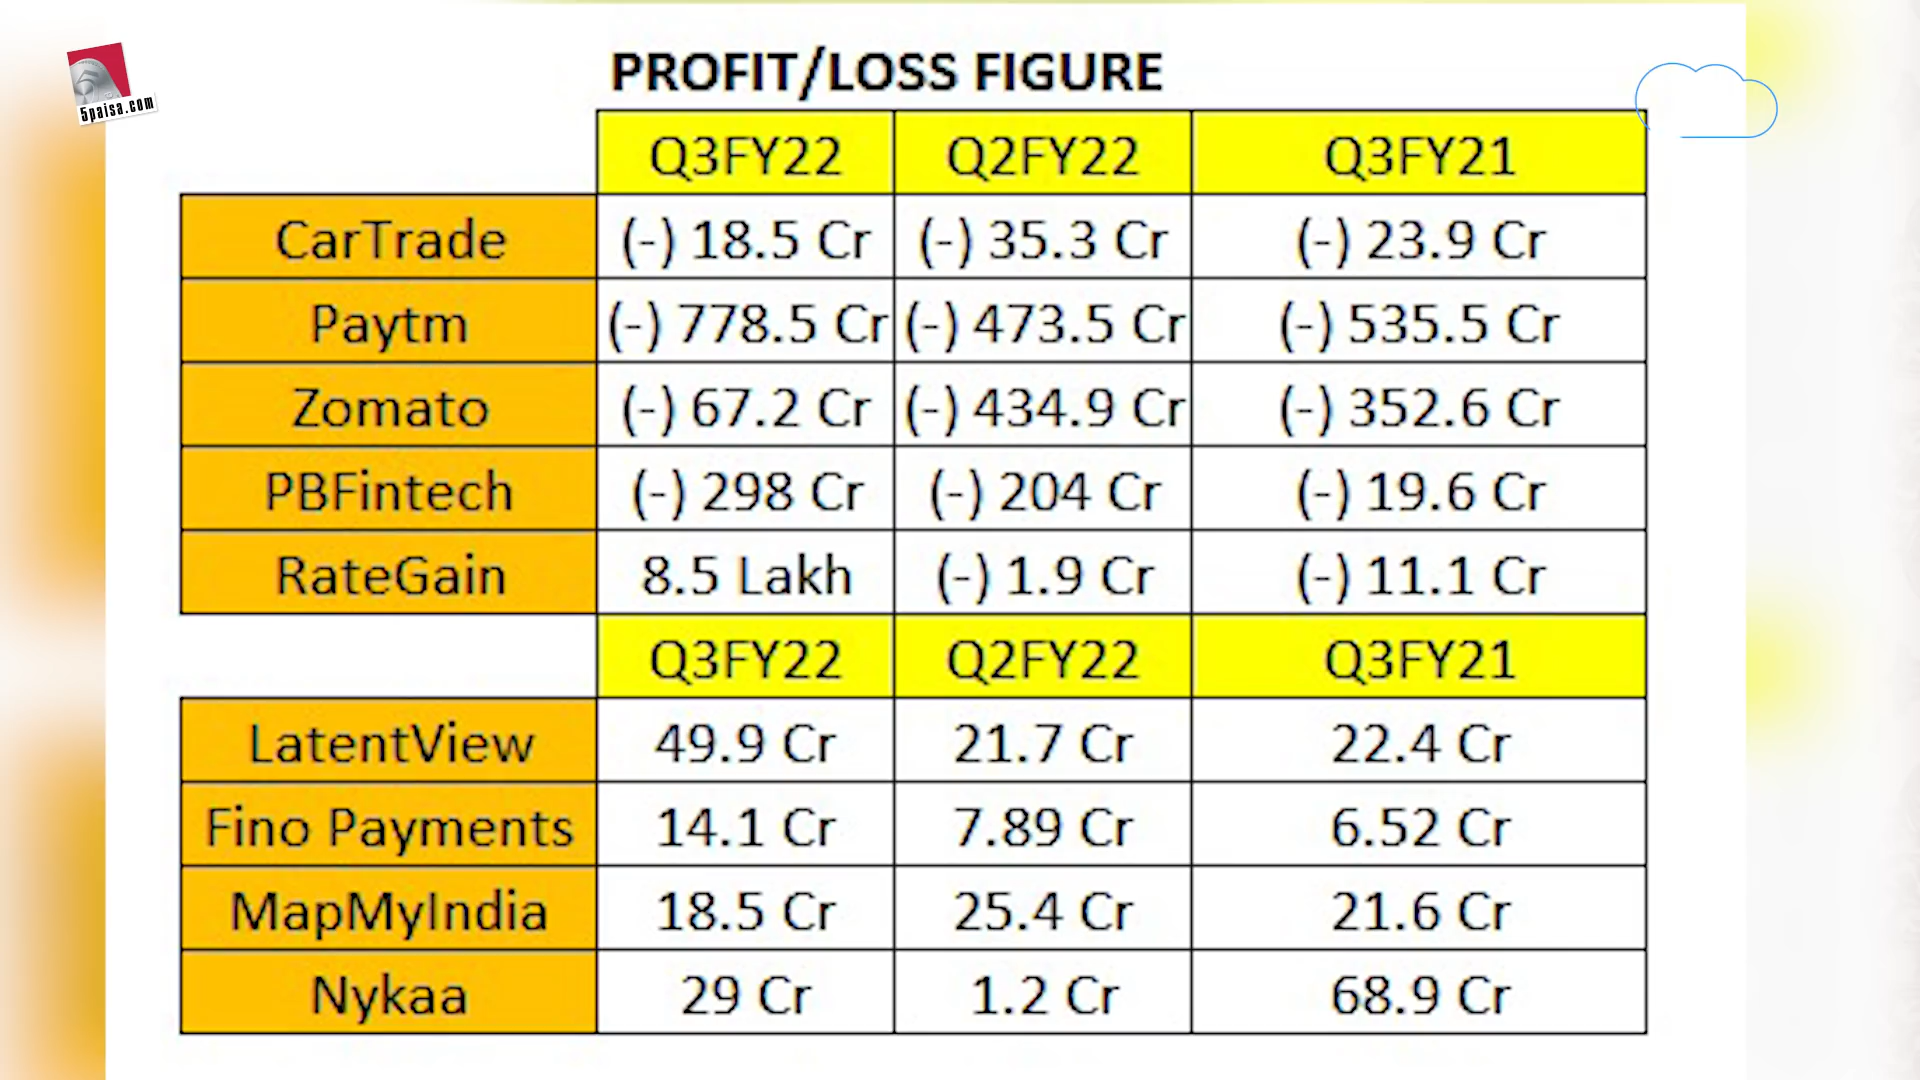 5paisa.com
PROFIT/LOSS FIGURE
Q3FY22 Q2FY22 Q3FY21
CarTrade (-) 18.5 Cr (-) 35.3 Cr (-) 23.9 Cr
Paytm (-) 778.5 Cr (-) 473.5 Cr (-) 535.5 Cr
Zomato (-) 67.2 Cr (-) 434.9 Cr (-) 352.6 Cr
PBFintech (-) 298 Cr (-) 204 Cr (-) 19.6 Cr
RateGain 8.5 Lakh (-) 1.9 Cr (-) 11.1 Cr
Q3FY22 Q2FY22 Q3FY21
LatentView 49.9 Cr 21.7 Cr 22.4 Cr
Fino Payments 14.1 Cr 7.89 Cr 6.52 Cr
MapMyIndia 18.5 Cr 25.4 Cr 21.6 Cr
Nykaa 29 Cr 1.2 Cr 68.9 Cr